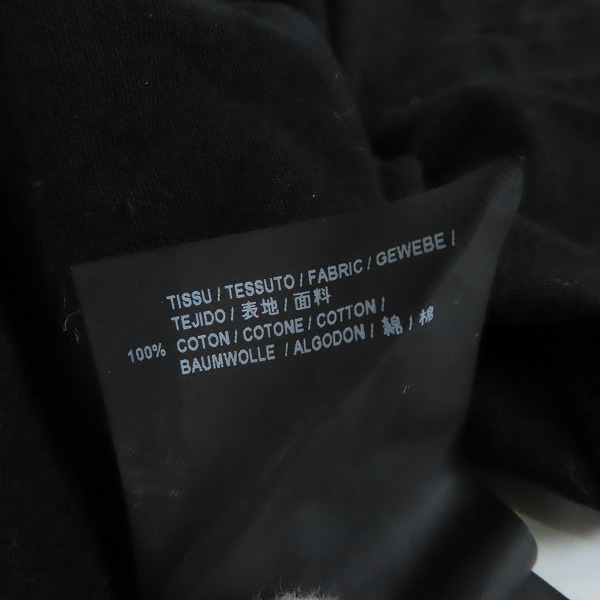 TISSU / TESSUTO / FABRIC / GEWEBE /
TEJIDO / 表地 / 面料
100% COTON / COTONE / COTTON /
BAUMWOLLE / ALGODON / 綿 / 棉